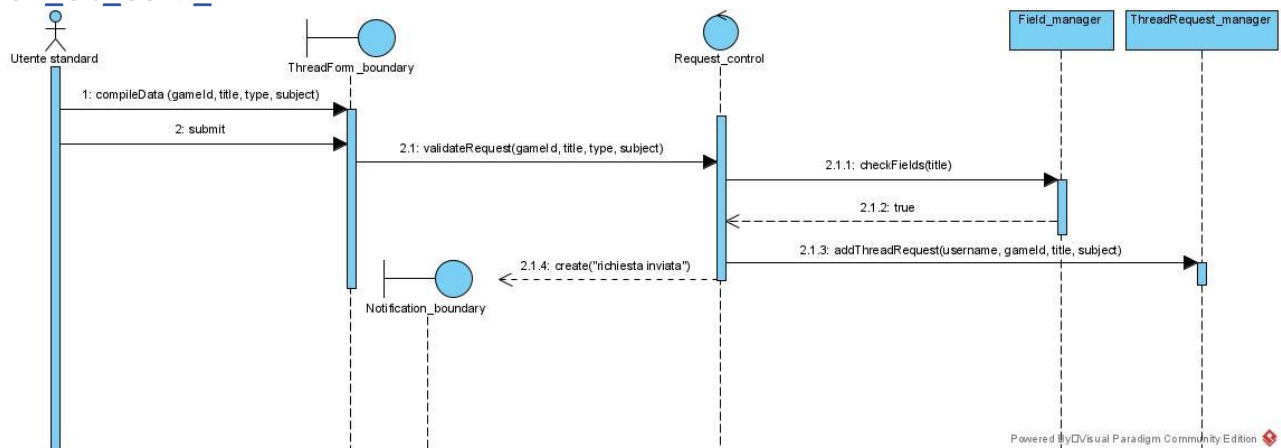 Field_manager
ThreadRequest_manager
Utente standard
ThreadForm_boundary
Request_control
1: compileData (gameId, title, type, subject)
2: submit
2.1: validateRequest(gameId, title, type, subject)
2.1.1: checkFields(title)
2.1.2: true
2.1.3: addThreadRequest(username, gameId, title, subject)
2.1.4: create("richiesta inviata")
Notification_boundary
Powered By Visual Paradigm Community Edition